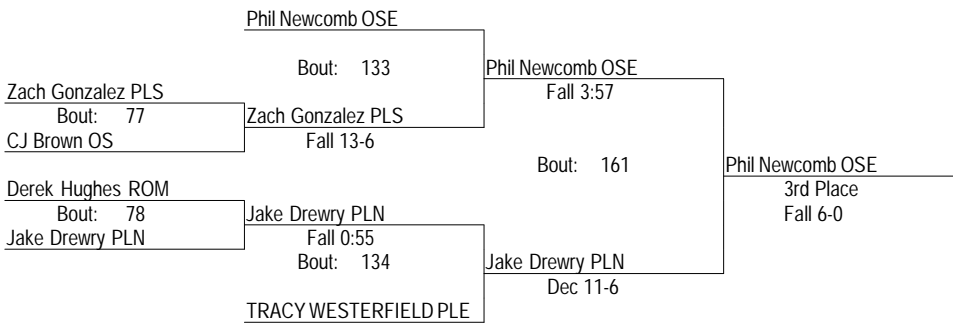 Phil Newcomb OSE
Bout: 133
Phil Newcomb OSE
Zach Gonzalez PLS
Fall 3:57
Bout: 77
Zach Gonzalez PLS
CJ Brown OS
Fall 13-6
Bout: 161
Phil Newcomb OSE
Derek Hughes ROM
3rd Place
Bout: 78
Jake Drewry PLN
Fall 6-0
Jake Drewry PLN
Fall 0:55
Bout: 134
Jake Drewry PLN
Dec 11-6
TRACY WESTERFIELD PLE